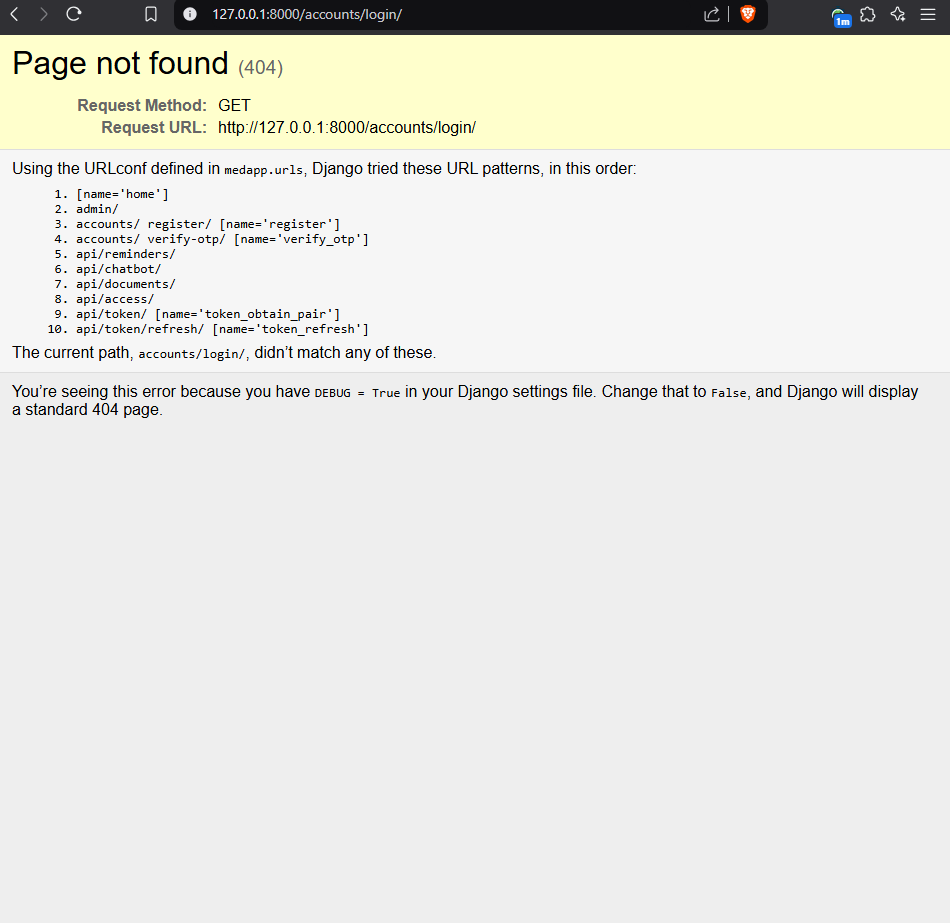 127.0.0.1:8000/accounts/login/
1m
Page not found (404)
Request Method: GET
Request URL: http://127.0.0.1:8000/accounts/login/
Using the URLconf defined in medapp.urls, Django tried these URL patterns, in this order:
1. [name='home']
2. admin/
3. accounts/ register/ [name='register']
4. accounts/ verify-otp/ [name='verify_otp']
5. api/reminders/
6. api/chatbot/
7. api/documents/
8. api/access/
9. api/token/ [name='token_obtain_pair']
10. api/token/refresh/ [name='token_refresh']
The current path, accounts/login/, didn’t match any of these.
You’re seeing this error because you have DEBUG = True in your Django settings file. Change that to False, and Django will display
a standard 404 page.